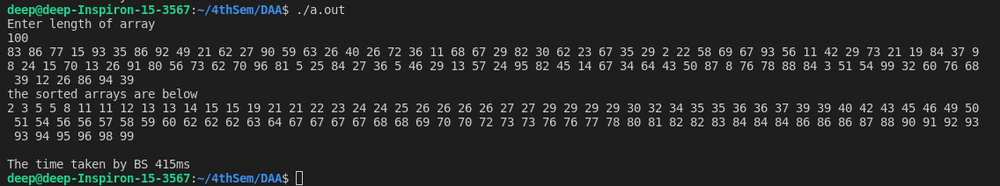 deep@deep-Inspiron-15-3567:~/4thSem/DAA$ ./a.out
Enter length of array
100
83 86 77 15 93 35 86 92 49 21 62 27 90 59 63 26 40 26 72 36 11 68 67 29 82 30 62 23 67 35 29 2 22 58 69 67 93 56 11 42 29 73 21 19 84 37 9
8 24 15 70 13 26 91 80 56 73 62 70 96 81 5 25 84 27 36 5 46 29 13 57 24 95 82 45 14 67 34 64 43 50 87 8 76 78 88 84 3 51 54 99 32 60 76 68
 39 12 26 86 94 39
the sorted arrays are below
2 3 5 5 8 11 11 12 13 13 14 15 15 19 21 21 22 23 24 24 25 26 26 26 26 27 27 29 29 29 29 30 32 34 35 35 36 36 37 39 39 40 42 43 45 46 49 50
 51 54 56 56 57 58 59 60 62 62 62 63 64 67 67 67 67 68 68 69 70 70 72 73 73 76 76 77 78 80 81 82 82 83 84 84 84 86 86 86 87 88 90 91 92 93
 93 94 95 96 98 99
The time taken by BS 415ms
deep@deep-Inspiron-15-3567:~/4thSem/DAA$